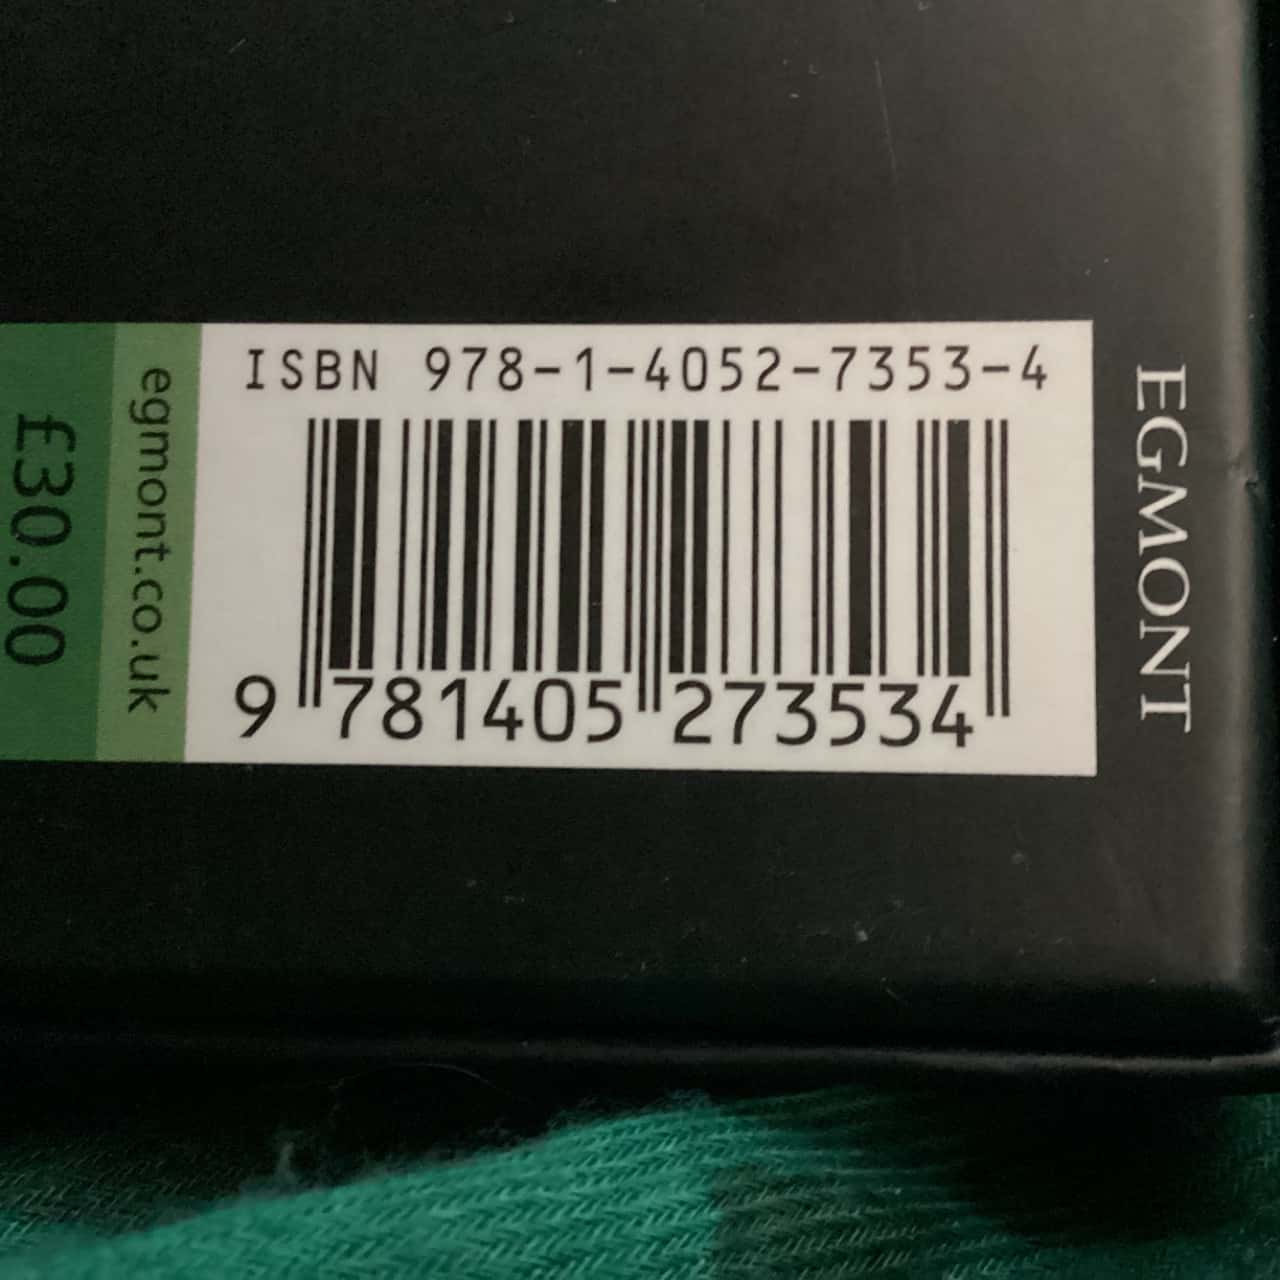 ISBN 978-1-4052-7353-4
9 781405 273534
egmont.co.uk
£30.00
EGMONT